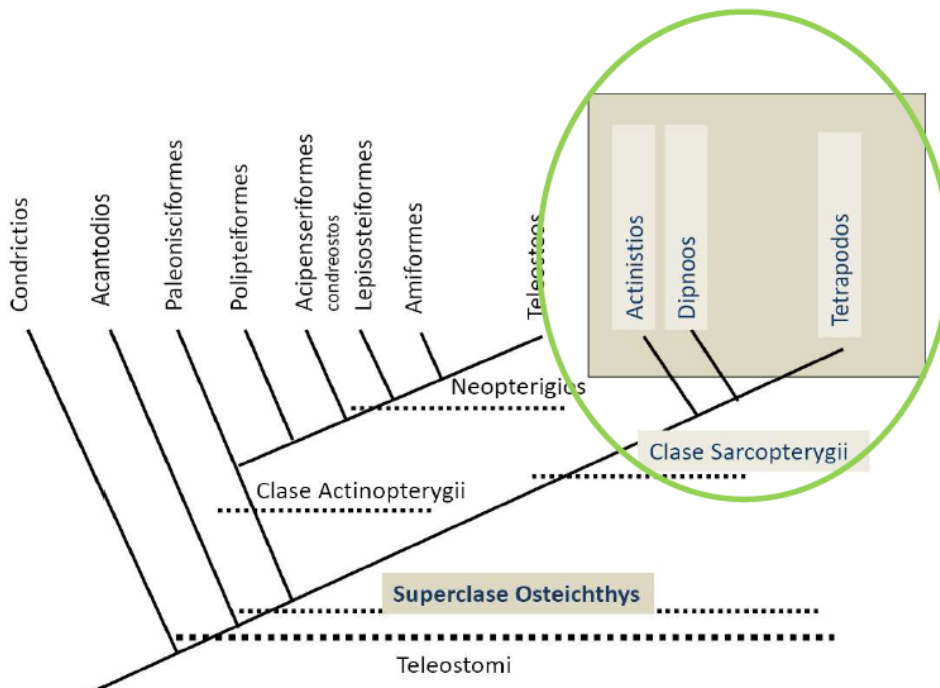 Condrictios
Acantodios
Paleonisciformes
Polipteiformes
Acipenseriformes
condreostos
Lepisosteiformes
Amiformes
Teleosteos
Actinistios
Dipnoos
Tetrapodos
Neopterigios
Clase Sarcopterygii
Clase Actinopterygii
Superclase Osteichthys
Teleostomi